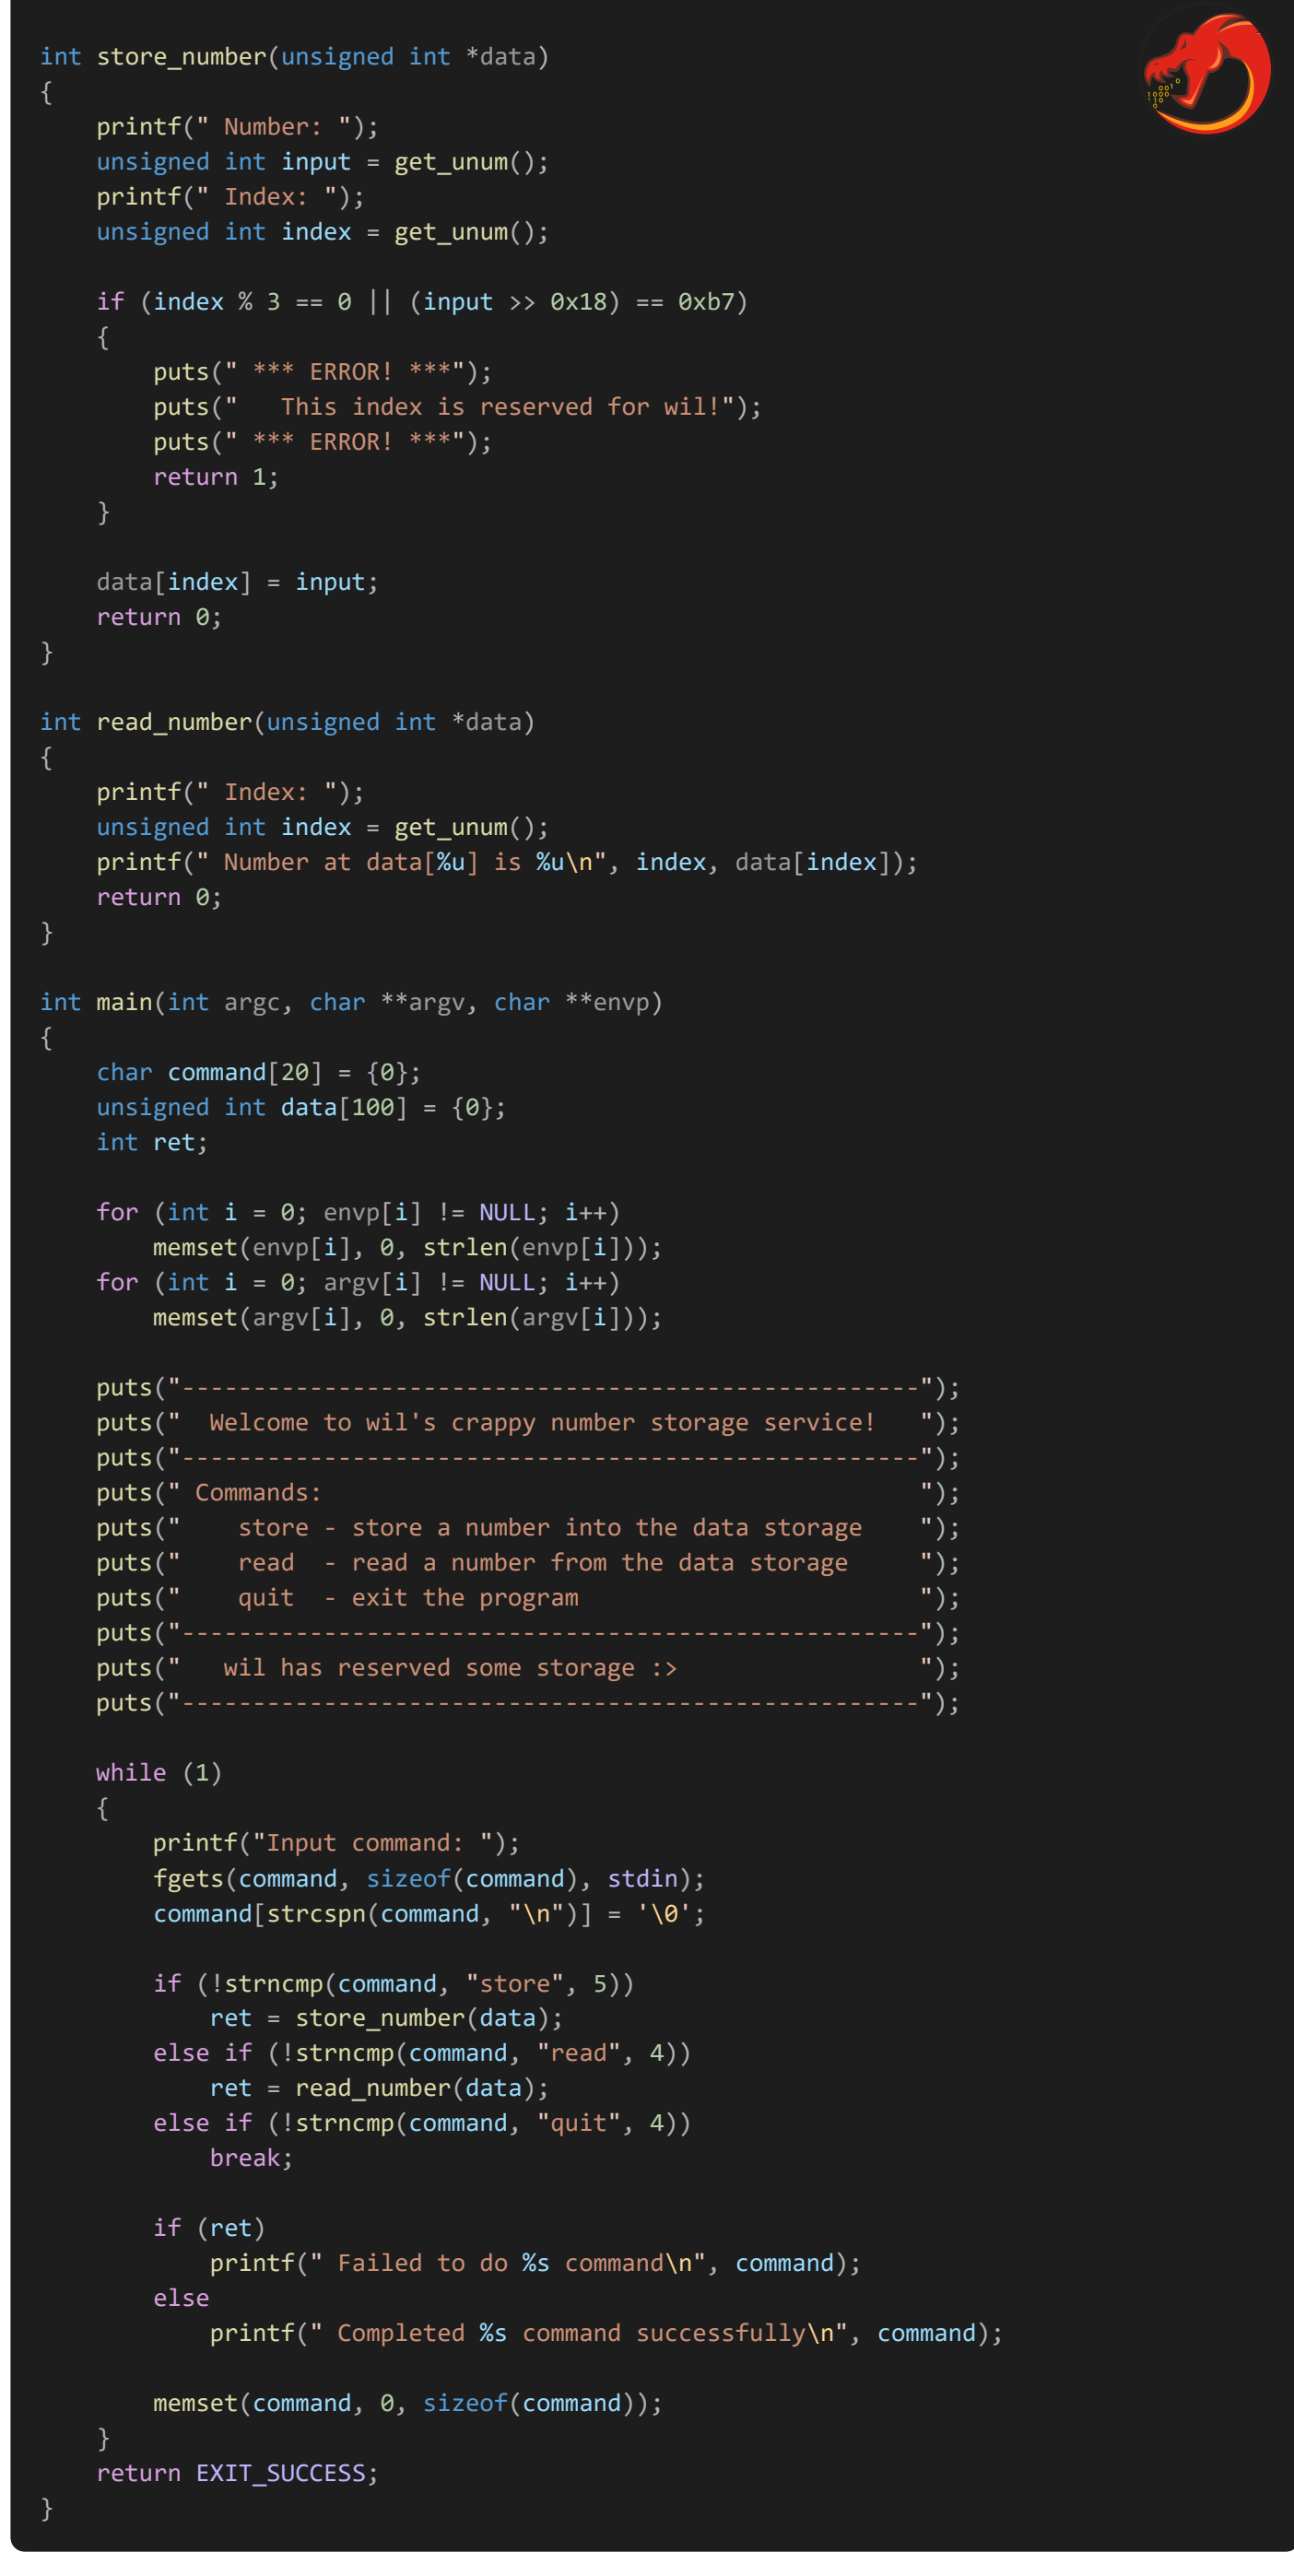 int store_number(unsigned int *data)
{
    printf(" Number: ");
    unsigned int input = get_unum();
    printf(" Index: ");
    unsigned int index = get_unum();

    if (index % 3 == 0 || (input >> 0x18) == 0xb7)
    {
        puts(" *** ERROR! ***");
        puts("   This index is reserved for wil!");
        puts(" *** ERROR! ***");
        return 1;
    }

    data[index] = input;
    return 0;
}

int read_number(unsigned int *data)
{
    printf(" Index: ");
    unsigned int index = get_unum();
    printf(" Number at data[%u] is %u\n", index, data[index]);
    return 0;
}

int main(int argc, char **argv, char **envp)
{
    char command[20] = {0};
    unsigned int data[100] = {0};
    int ret;

    for (int i = 0; envp[i] != NULL; i++)
        memset(envp[i], 0, strlen(envp[i]));
    for (int i = 0; argv[i] != NULL; i++)
        memset(argv[i], 0, strlen(argv[i]));

    puts("----------------------------------------------------");
    puts("  Welcome to wil's crappy number storage service!   ");
    puts("----------------------------------------------------");
    puts(" Commands:                                          ");
    puts("    store - store a number into the data storage    ");
    puts("    read  - read a number from the data storage     ");
    puts("    quit  - exit the program                        ");
    puts("----------------------------------------------------");
    puts("   wil has reserved some storage :>                 ");
    puts("----------------------------------------------------");

    while (1)
    {
        printf("Input command: ");
        fgets(command, sizeof(command), stdin);
        command[strcspn(command, "\n")] = '\0';

        if (!strncmp(command, "store", 5))
            ret = store_number(data);
        else if (!strncmp(command, "read", 4))
            ret = read_number(data);
        else if (!strncmp(command, "quit", 4))
            break;

        if (ret)
            printf(" Failed to do %s command\n", command);
        else
            printf(" Completed %s command successfully\n", command);

        memset(command, 0, sizeof(command));
    }
    return EXIT_SUCCESS;
}